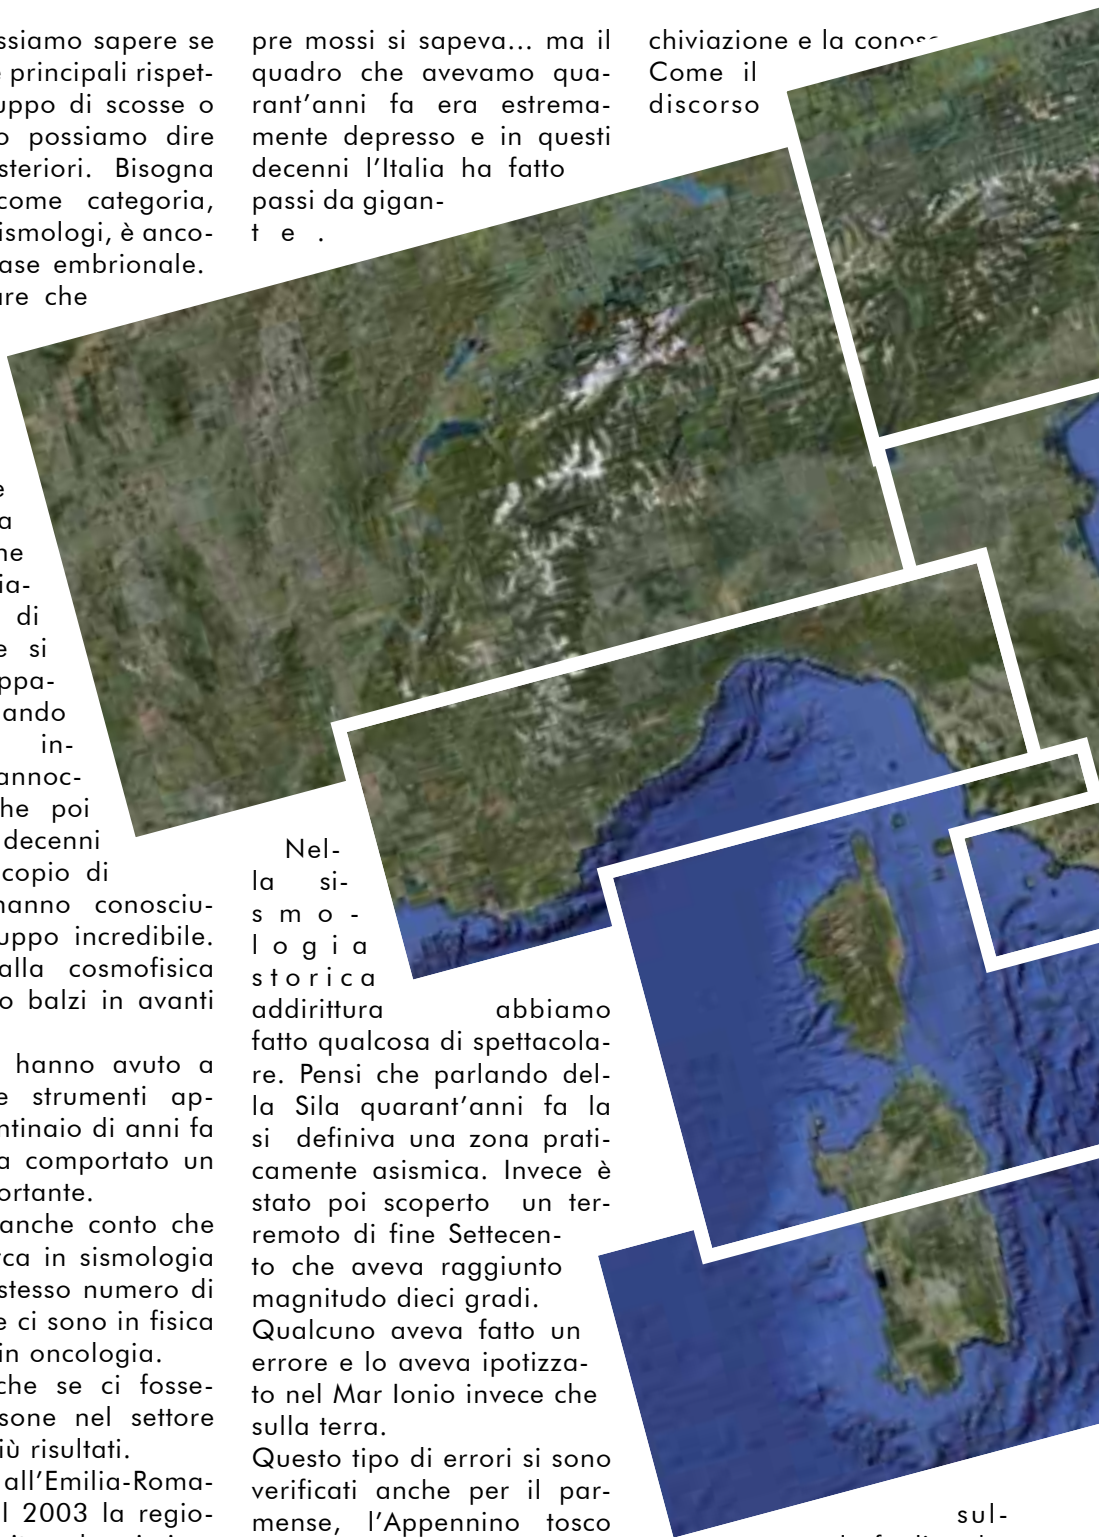 ssiamo sapere se
principali rispet-
uppo di scosse o
o possiamo dire
steriori. Bisogna
come categoria,
ismologi, è anco-
ase embrionale.
are che
e
a
ne
ia-
di
e si
ppa-
ando
in-
annoc-
he poi
decenni
copio di
hanno conosciu-
uppo incredibile.
alla cosmofisica
o balzi in avanti
hanno avuto a
e strumenti ap-
ntinaio di anni fa
a comportato un
ortante.
anche conto che
rca in sismologia
stesso numero di
e ci sono in fisica
in oncologia.
che se ci fosse-
sone nel settore
iù risultati.
all'Emilia-Roma-
l 2003 la regio-
pre mossi si sapeva... ma il
quadro che avevamo qua-
rant'anni fa era estrema-
mente depresso e in questi
decenni l'Italia ha fatto
passi da gigan-
te.
Nel-
la si-
smo-
logia
storica
addirittura abbiamo
fatto qualcosa di spettacola-
re. Pensi che parlando del-
la Sila quarant'anni fa la
si definiva una zona prati-
camente asismica. Invece è
stato poi scoperto un ter-
remoto di fine Settecen-
to che aveva raggiunto
magnitudo dieci gradi.
Qualcuno aveva fatto un
errore e lo aveva ipotizza-
to nel Mar Ionio invece che
sulla terra.
Questo tipo di errori si sono
verificati anche per il par-
mense, l'Appennino tosco
chiviazione e la conosc
Come il
discorso
sul-